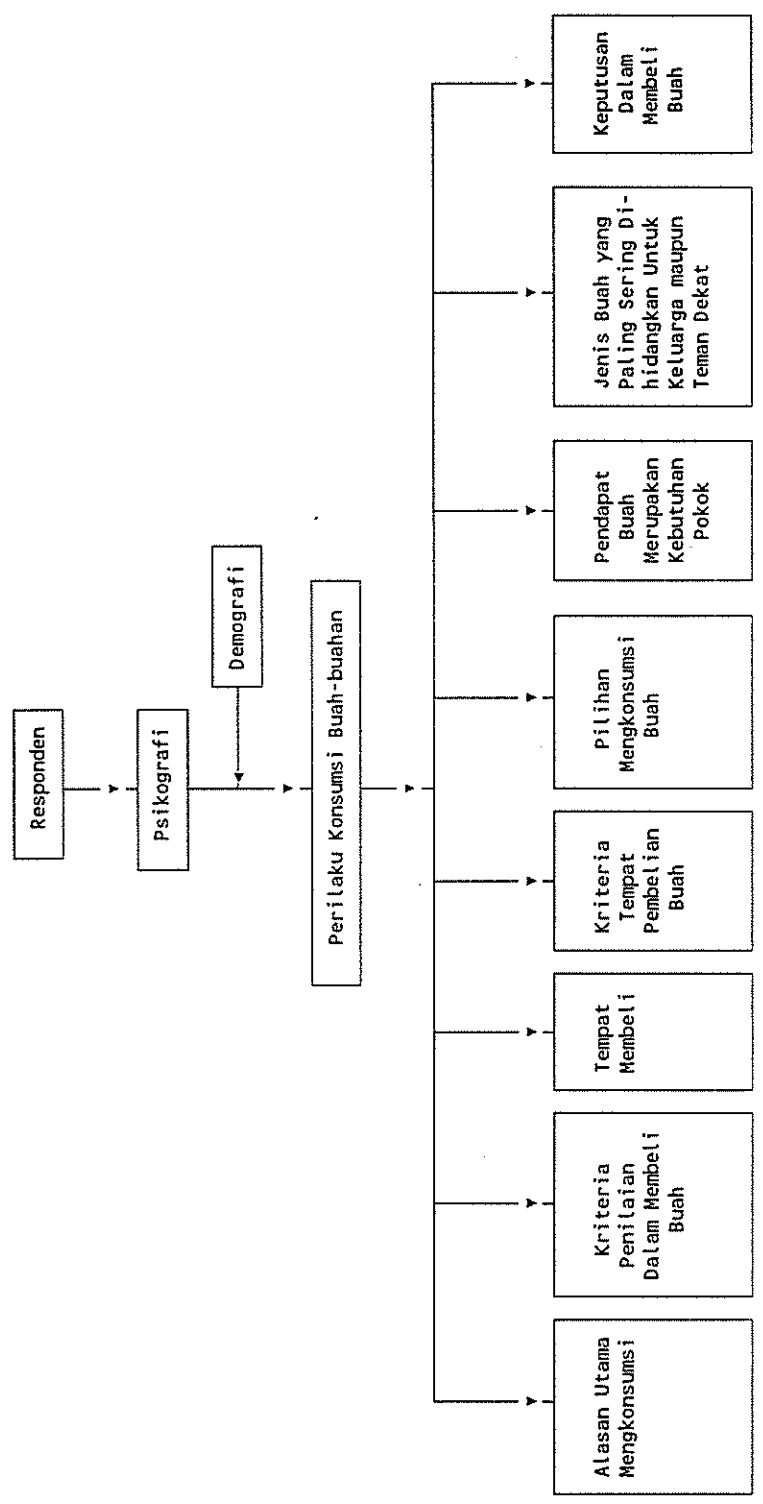 Responden
Psikografi
Demografi
Perilaku Konsumsi Buah-buahan
Alasan Utama
Mengkonsumsi
Kriteria
Penilaian
Dalam Membeli
Buah
Tempat
Membeli
Kriteria
Tempat
Pembelian
Buah
Pilihan
Mengkonsumsi
Buah
Pendapat
Buah
Merupakan
Kebutuhan
Pokok
Jenis Buah yang
Paling Sering Di-
hidangkan Untuk
Keluarga maupun
Teman Dekat
Keputusan
Dalam
Membeli
Buah